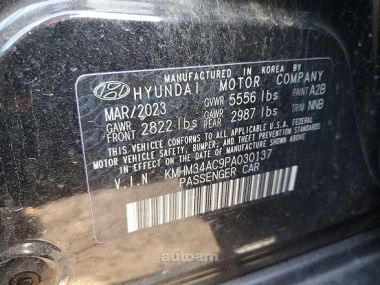 MANUFACTURED IN KOREA BY
HYUNDAI MOTOR COMPANY
MAR/2023 GVWR 5556 lbs PAINT A2B
GAWR FRONT 2822 lbs GAWR REAR 2987 lbs TRIM NNB
THIS VEHICLE CONFORMS TO ALL APPLICABLE U.S. FEDERAL
MOTOR VEHICLE SAFETY, BUMPER, AND THEFT PREVENTION STANDARDS
IN EFFECT ON THE DATE OF MANUFACTURE SHOWN ABOVE.
V.I.N KMHM34AC9PA030137
PASSENGER CAR
autoam